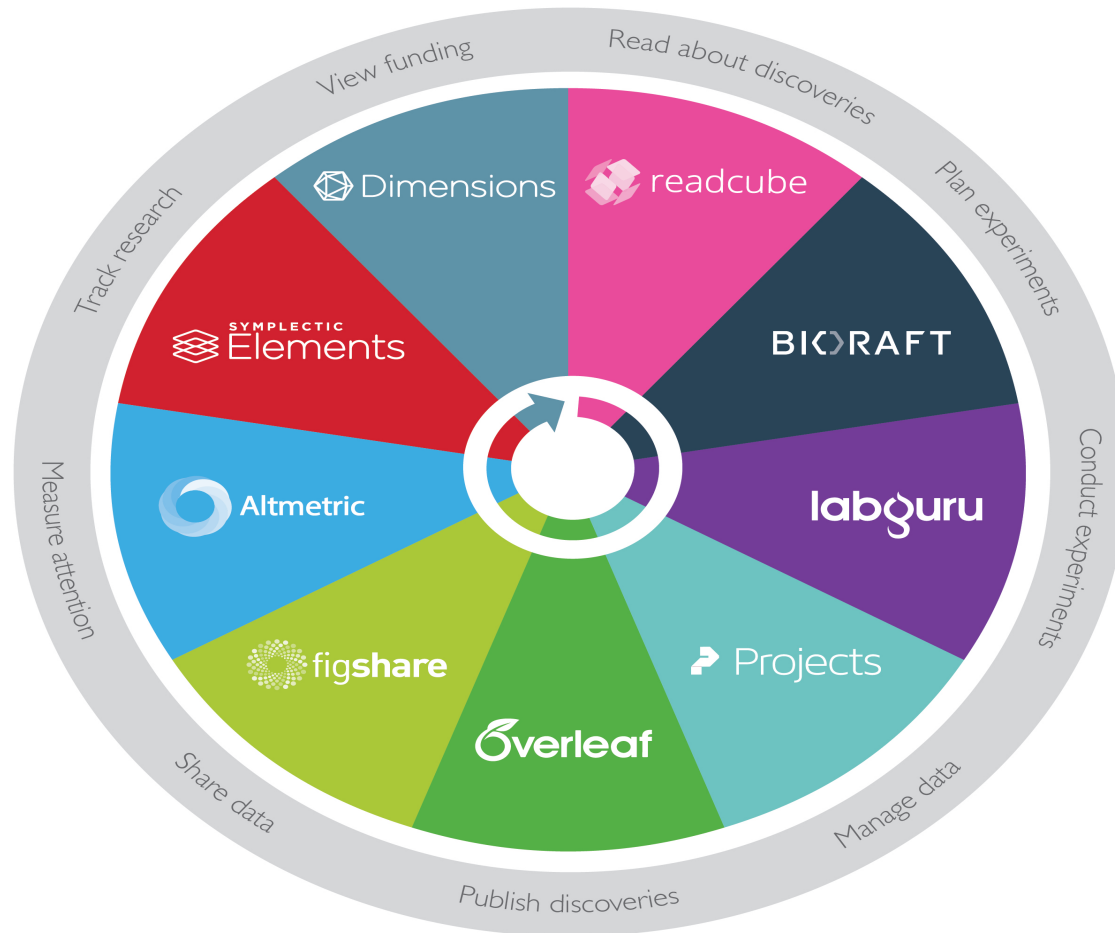 View funding
Read about discoveries
Plan experiments
Conduct experiments
Manage data
Publish discoveries
Share data
Measure attention
Track research
Dimensions
readcube
BIORAFT
labguru
Projects
Overleaf
figshare
Altmetric
SYMPLECTIC
Elements